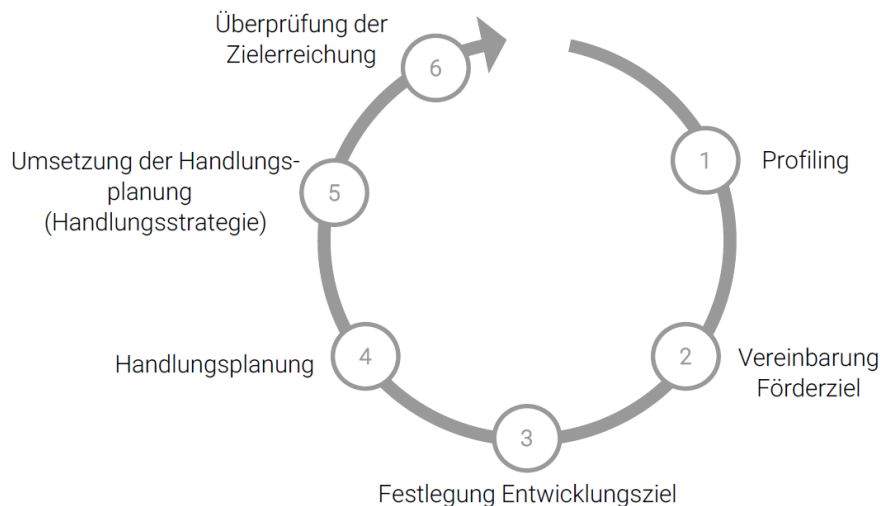 Überprüfung der
Zielerreichung
6
1
Profiling
Umsetzung der Handlungs-
planung
(Handlungsstrategie)
5
2
Vereinbarung
Förderziel
Handlungsplanung
4
3
Festlegung Entwicklungsziel